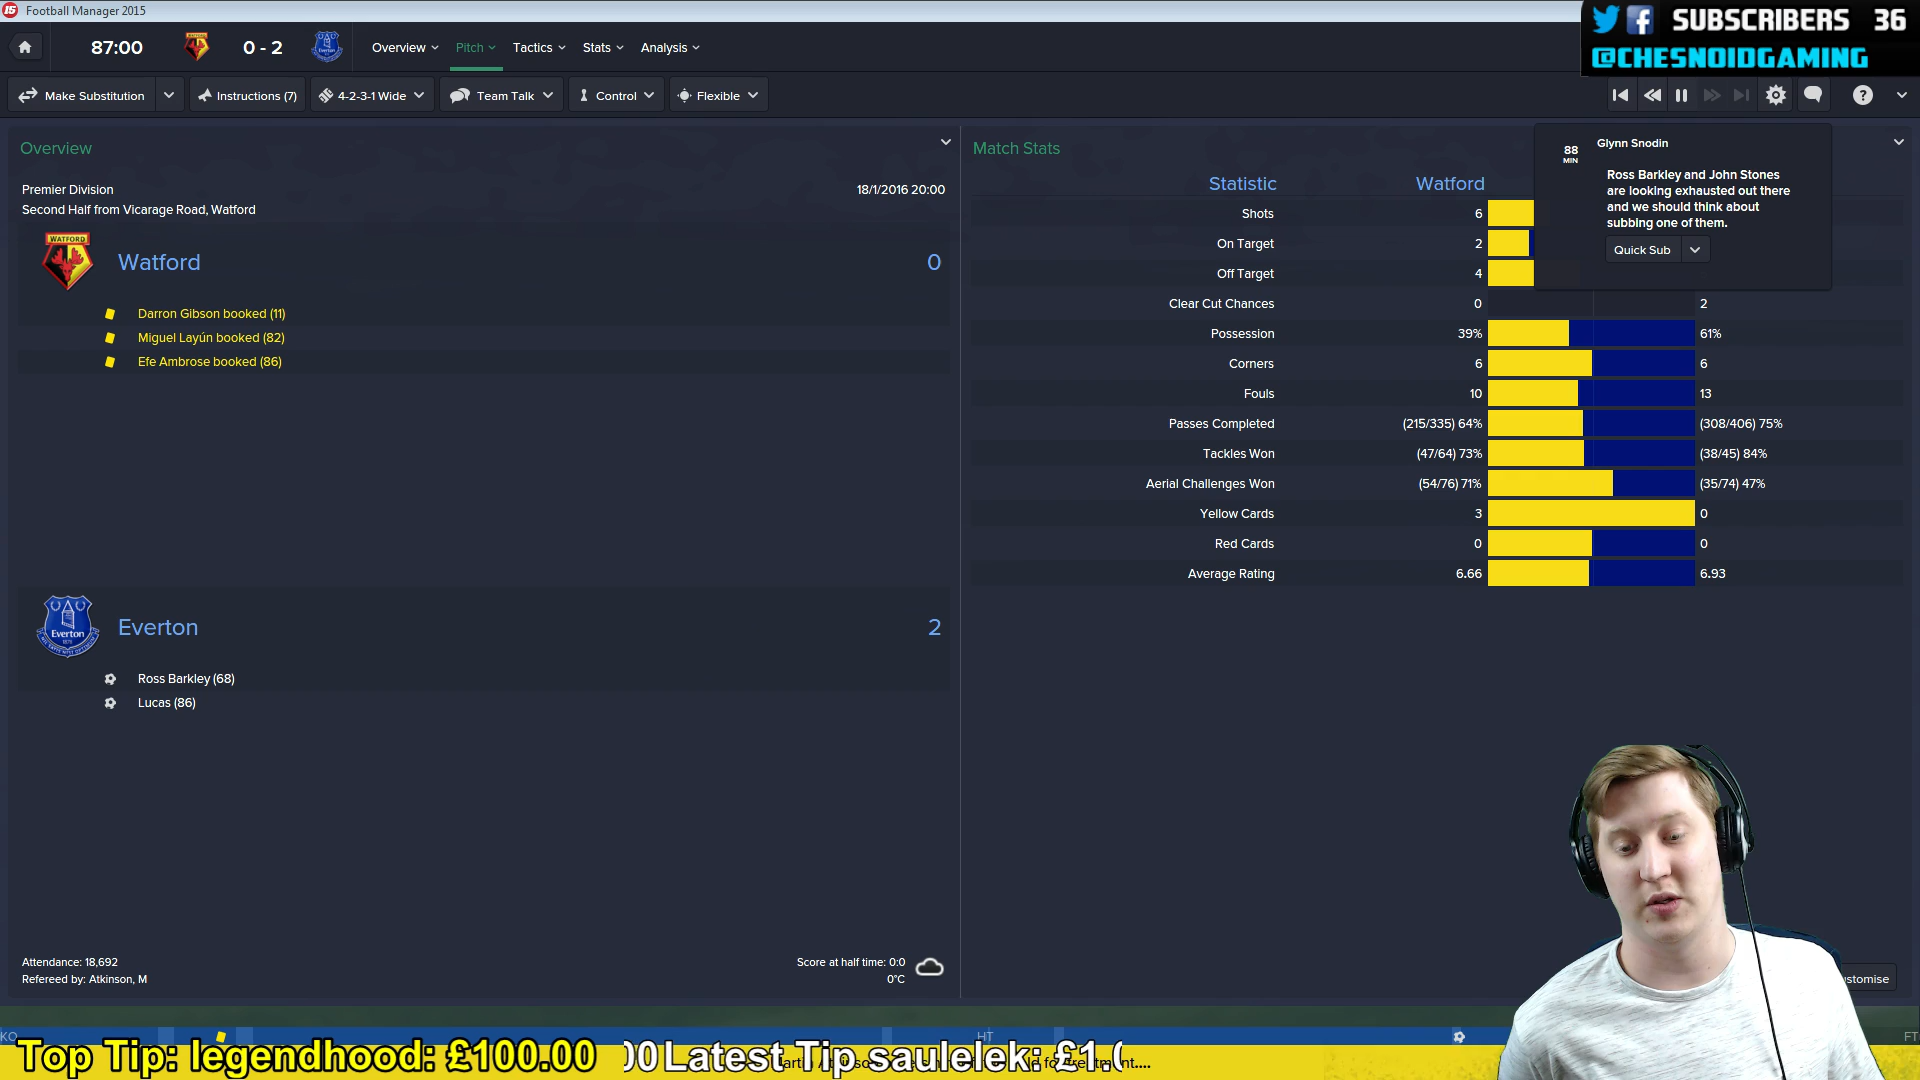 Football Manager 2015
87:00
0 - 2
Overview
Pitch
Tactics
Stats
Analysis
SUBSCRIBERS 36
@CHESNOIDGAMING
Make Substitution
Instructions (7)
4-2-3-1 Wide
Team Talk
Control
Flexible
?
Overview
Premier Division
18/1/2016 20:00
Second Half from Vicarage Road, Watford
WATFORD
Watford
0
Darron Gibson booked (11)
Miguel Layún booked (82)
Efe Ambrose booked (86)
Everton
Everton
2
Ross Barkley (68)
Lucas (86)
Attendance: 18,692
Refereed by: Atkinson, M
Score at half time: 0:0
0°C
Match Stats
Statistic
Watford
Shots
6
On Target
2
Off Target
4
Clear Cut Chances
0
2
Possession
39%
61%
Corners
6
6
Fouls
10
13
Passes Completed
(215/335) 64%
(308/406) 75%
Tackles Won
(47/64) 73%
(38/45) 84%
Aerial Challenges Won
(54/76) 71%
(35/74) 47%
Yellow Cards
3
0
Red Cards
0
0
Average Rating
6.66
6.93
88
MIN
Glynn Snodin
Ross Barkley and John Stones
are looking exhausted out there
and we should think about
subbing one of them.
Quick Sub
stomise
KO
HT
FT
Top Tip: legendhood: £100.00
00 Latest Tip saulelek: £1.0